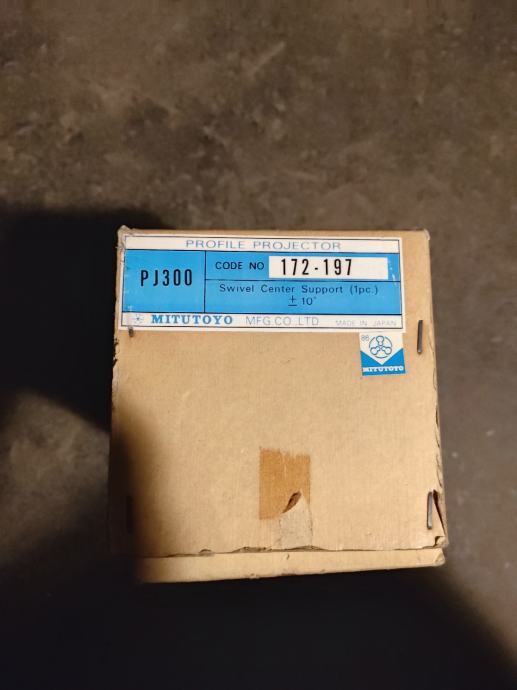 PROFILE PROJECTOR
PJ300
CODE NO 172-197
Swivel Center Support (1pc.)
± 10°
MITUTOYO MFG.CO.,LTD. MADE IN JAPAN
86
MITUTOYO